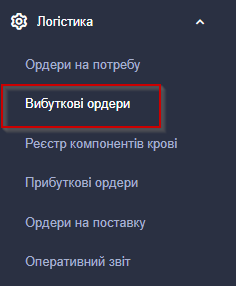 Логістика
Ордери на потребу
Вибуткові ордери
Реєстр компонентів крові
Прибуткові ордери
Ордери на поставку
Оперативний звіт